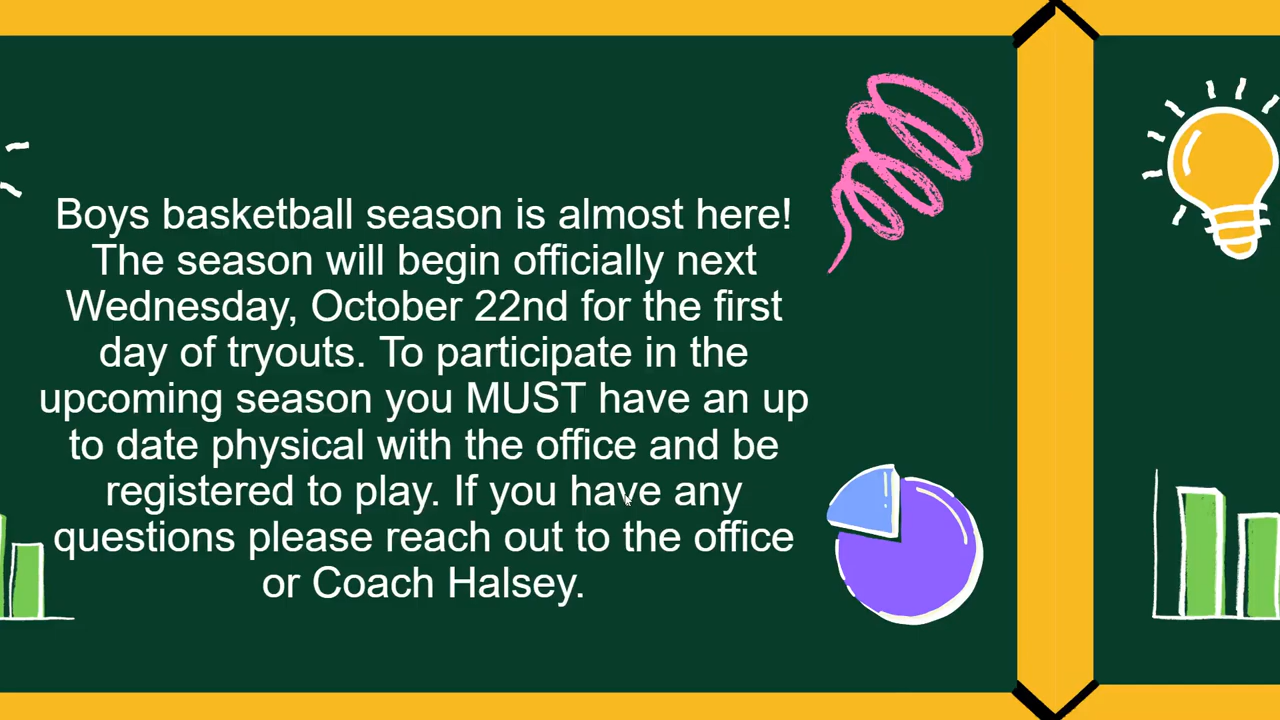 Boys basketball season is almost here!
The season will begin officially next
Wednesday, October 22nd for the first
day of tryouts. To participate in the
upcoming season you MUST have an up
to date physical with the office and be
registered to play. If you have any
questions please reach out to the office
or Coach Halsey.